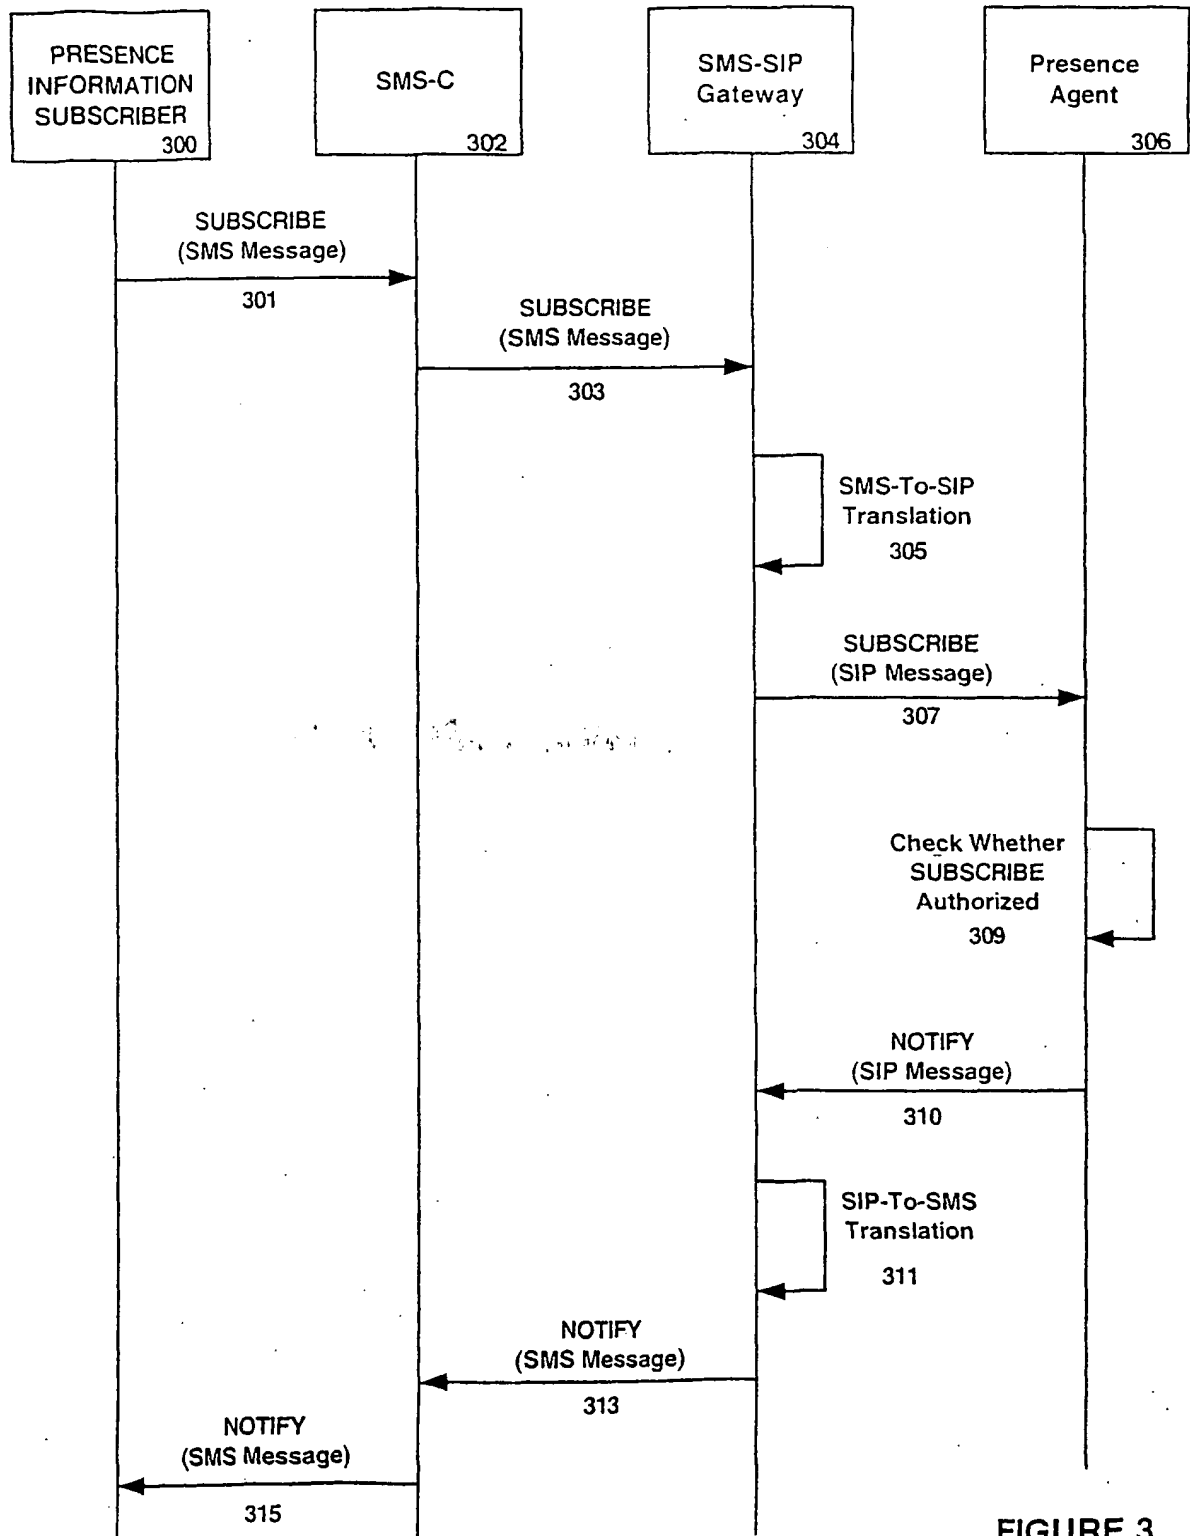 PRESENCE
INFORMATION
SUBSCRIBER
300
SMS-C
302
SMS-SIP
Gateway
304
Presence
Agent
306
SUBSCRIBE
(SMS Message)
301
SUBSCRIBE
(SMS Message)
303
SMS-To-SIP
Translation
305
SUBSCRIBE
(SIP Message)
307
Check Whether
SUBSCRIBE
Authorized
309
NOTIFY
(SIP Message)
310
SIP-To-SMS
Translation
311
NOTIFY
(SMS Message)
313
NOTIFY
(SMS Message)
315
FIGURE 3